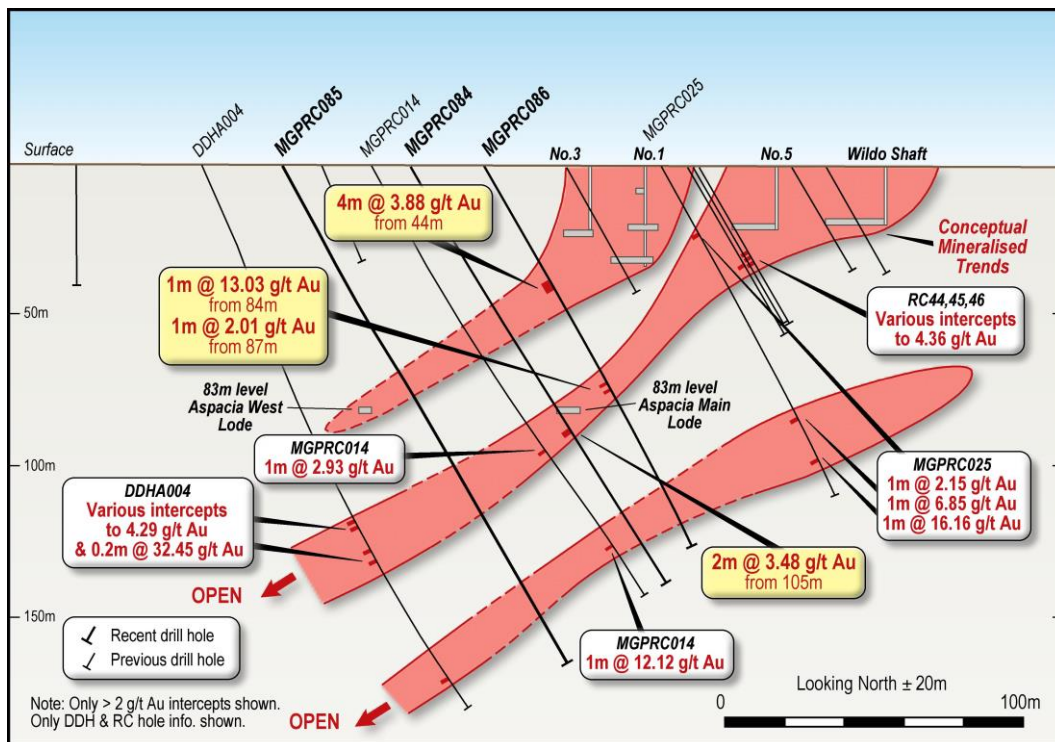 DDHA004
MGPRC085
MGPRC014
MGPRC084
MGPRC086
MGPRC025
Surface
No.3
No.1
No.5
Wildo Shaft
4m @ 3.88 g/t Au
from 44m
Conceptual
Mineralised
Trends
1m @ 13.03 g/t Au
from 84m
1m @ 2.01 g/t Au
from 87m
RC44,45,46
Various intercepts
to 4.36 g/t Au
50m
83m level
Aspacia West
Lode
83m level
Aspacia Main
Lode
MGPRC014
1m @ 2.93 g/t Au
100m
MGPRC025
1m @ 2.15 g/t Au
1m @ 6.85 g/t Au
1m @ 16.16 g/t Au
DDHA004
Various intercepts
to 4.29 g/t Au
& 0.2m @ 32.45 g/t Au
2m @ 3.48 g/t Au
from 105m
OPEN
150m
Recent drill hole
Previous drill hole
MGPRC014
1m @ 12.12 g/t Au
Note: Only > 2 g/t Au intercepts shown.
Only DDH & RC hole info. shown.
OPEN
Looking North ± 20m
0
100m